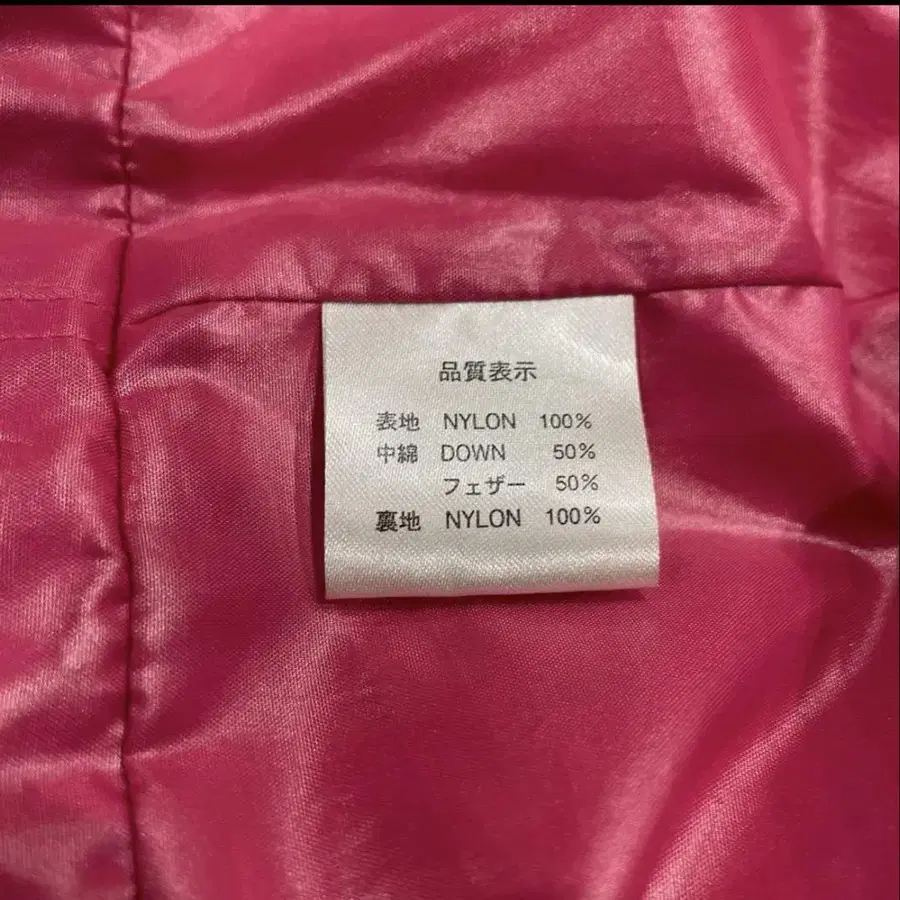 品質表示
表地 NYLON 100%
中綿 DOWN 50%
フェザー 50%
裏地 NYLON 100%